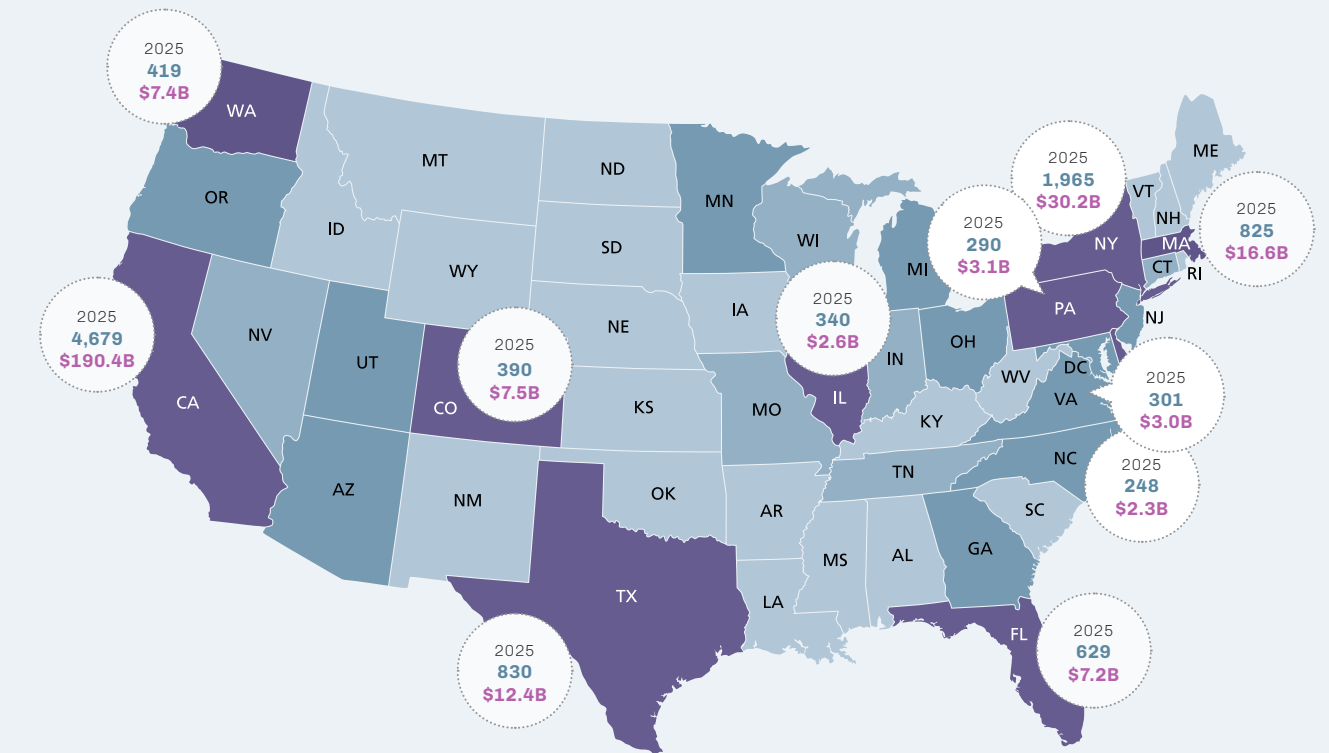 2025
419
$7.4B
WA
MT
ND
MN
OR
ID
SD
WI
WY
MI
2025
1,965
$30.2B
ME
VT
NH
2025
290
$3.1B
NY
MA
2025
825
$16.6B
CT
RI
2025
4,679
$190.4B
NV
UT
CA
2025
390
$7.5B
CO
NE
IA
2025
340
$2.6B
IL
IN
OH
PA
NJ
WV
DC
VA
2025
301
$3.0B
KS
MO
KY
AZ
NM
OK
AR
TN
NC
2025
248
$2.3B
SC
MS
AL
GA
TX
LA
FL
2025
629
$7.2B
2025
830
$12.4B